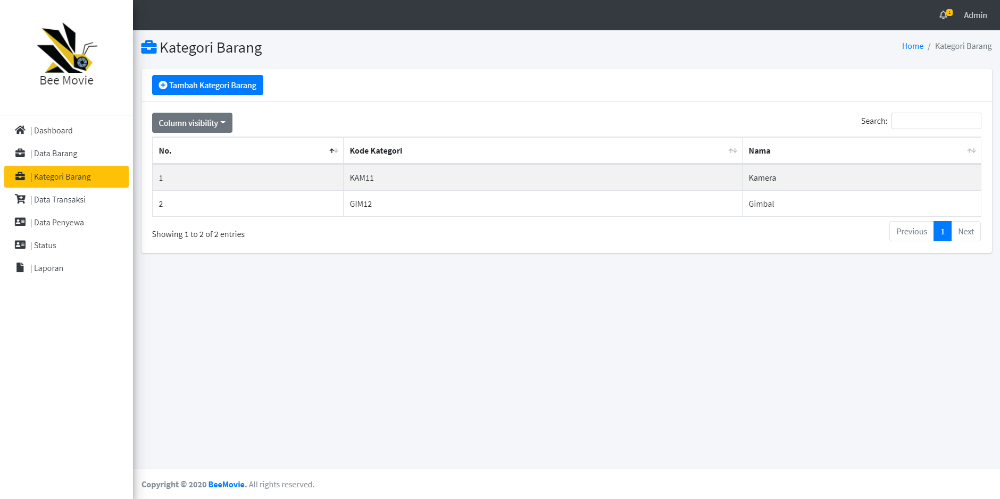 1
Admin
Bee Movie
| Dashboard
| Data Barang
| Kategori Barang
| Data Transaksi
| Data Penyewa
| Status
| Laporan
Kategori Barang
Home / Kategori Barang
Tambah Kategori Barang
Column visibility
Search:
No. Kode Kategori Nama
1 KAM11 Kamera
2 GIM12 Gimbal
Showing 1 to 2 of 2 entries
Previous 1 Next
Copyright © 2020 BeeMovie. All rights reserved.